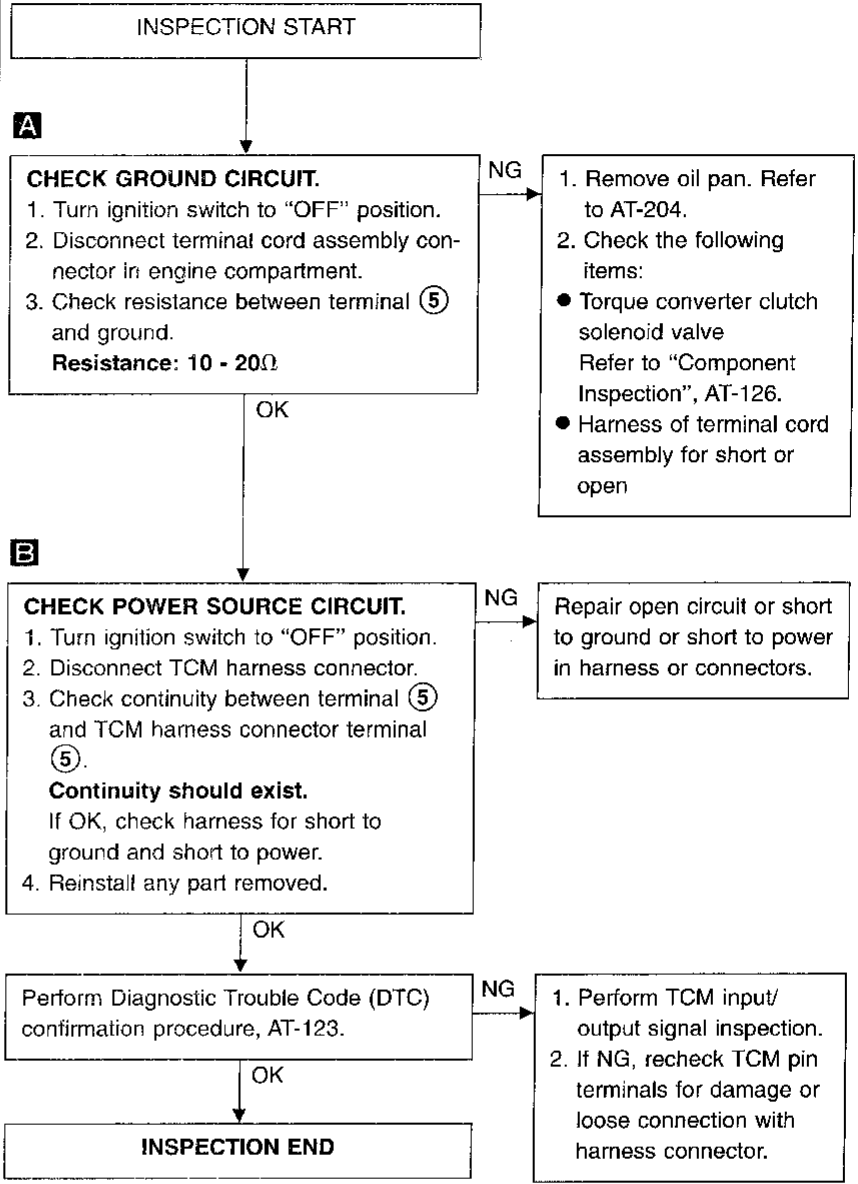 INSPECTION START
A
CHECK GROUND CIRCUIT.
1. Turn ignition switch to "OFF" position.
2. Disconnect terminal cord assembly con-
nector in engine compartment.
3. Check resistance between terminal ⑤
and ground.
Resistance: 10 - 20Ω
NG
1. Remove oil pan. Refer
to AT-204.
2. Check the following
items:
● Torque converter clutch
solenoid valve
Refer to "Component
Inspection", AT-126.
● Harness of terminal cord
assembly for short or
open
OK
B
CHECK POWER SOURCE CIRCUIT.
1. Turn ignition switch to "OFF" position.
2. Disconnect TCM harness connector.
3. Check continuity between terminal ⑤
and TCM harness connector terminal
⑤.
Continuity should exist.
If OK, check harness for short to
ground and short to power.
4. Reinstall any part removed.
NG
Repair open circuit or short
to ground or short to power
in harness or connectors.
OK
Perform Diagnostic Trouble Code (DTC)
confirmation procedure, AT-123.
NG
1. Perform TCM input/
output signal inspection.
2. If NG, recheck TCM pin
terminals for damage or
loose connection with
harness connector.
OK
INSPECTION END